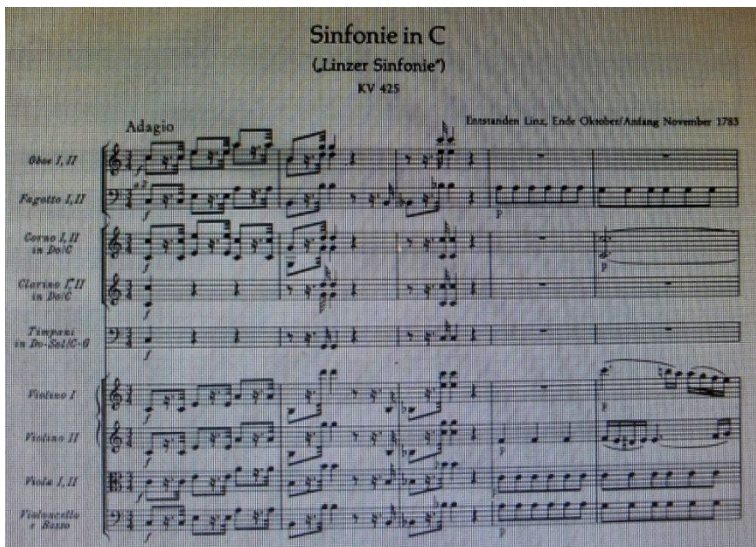 Sinfonie in C
(„Linzer Sinfonie“)
KV 425
Entstanden Linz, Ende Oktober/Anfang November 1783
Adagio
Oboe I, II
f
Fagotto I, II
a 2
f
p
Corno I, II
in Do/C
f
p
Clarino I, II
in Do/C
f
Timpani
in Do-Sol/C-G
f
Violino I
f
p
Violino II
f
p
Viola I, II
f
p
Violoncello
e Basso
f
p